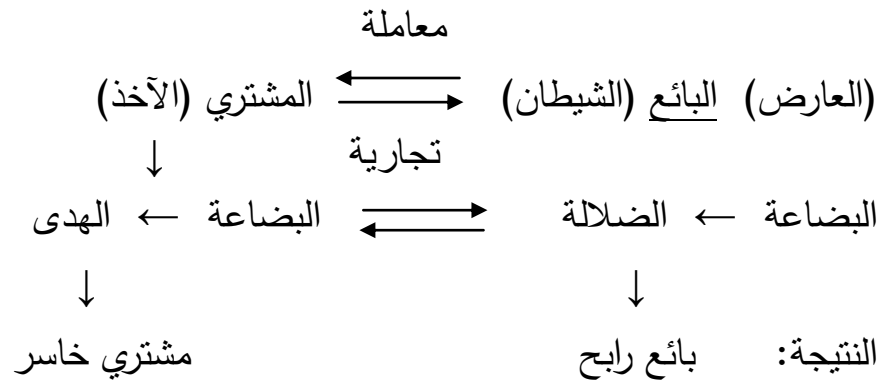 معاملة
(العارض) البائع (الشيطان) المشتري (الآخذ)
تجارية
البضاعة ← الضلالة البضاعة ← الهدى
النتيجة: بائع رابح مشتري خاسر